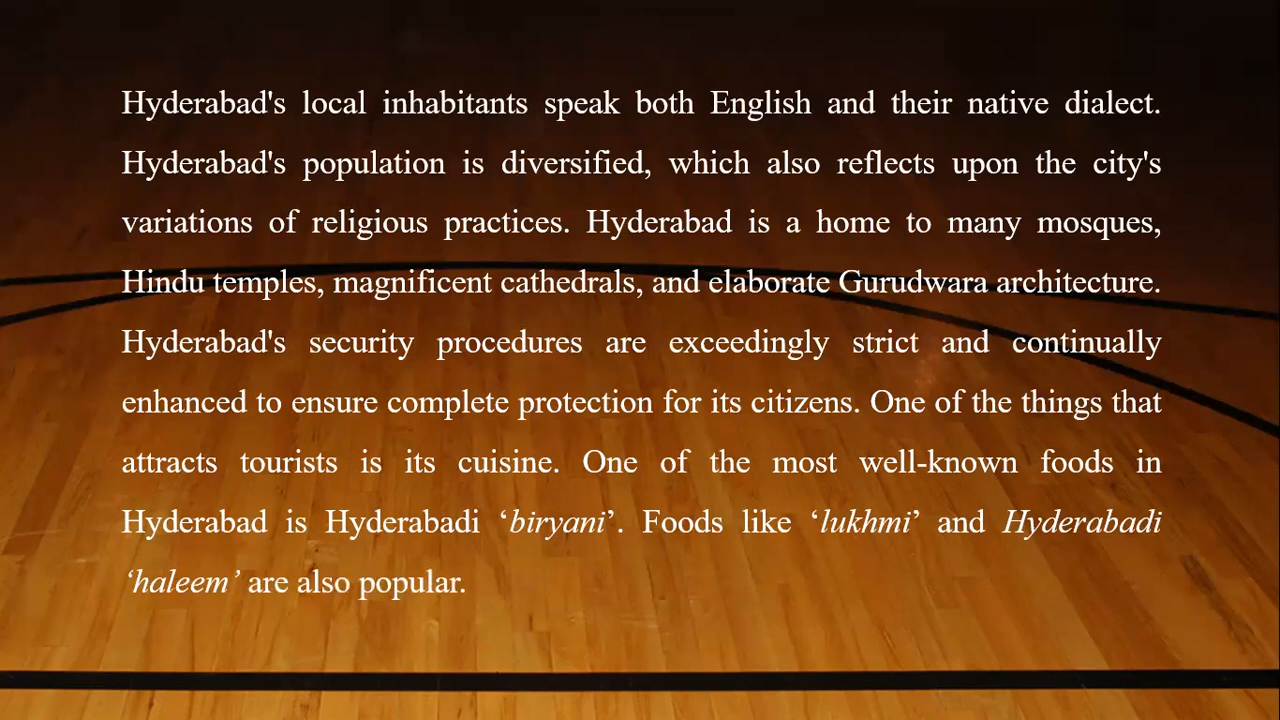 Hyderabad's local inhabitants speak both English and their native dialect.
Hyderabad's population is diversified, which also reflects upon the city's
variations of religious practices. Hyderabad is a home to many mosques,
Hindu temples, magnificent cathedrals, and elaborate Gurudwara architecture.
Hyderabad's security procedures are exceedingly strict and continually
enhanced to ensure complete protection for its citizens. One of the things that
attracts tourists is its cuisine. One of the most well-known foods in
Hyderabad is Hyderabadi ‘biryani’. Foods like ‘lukhmi’ and Hyderabadi
‘haleem’ are also popular.